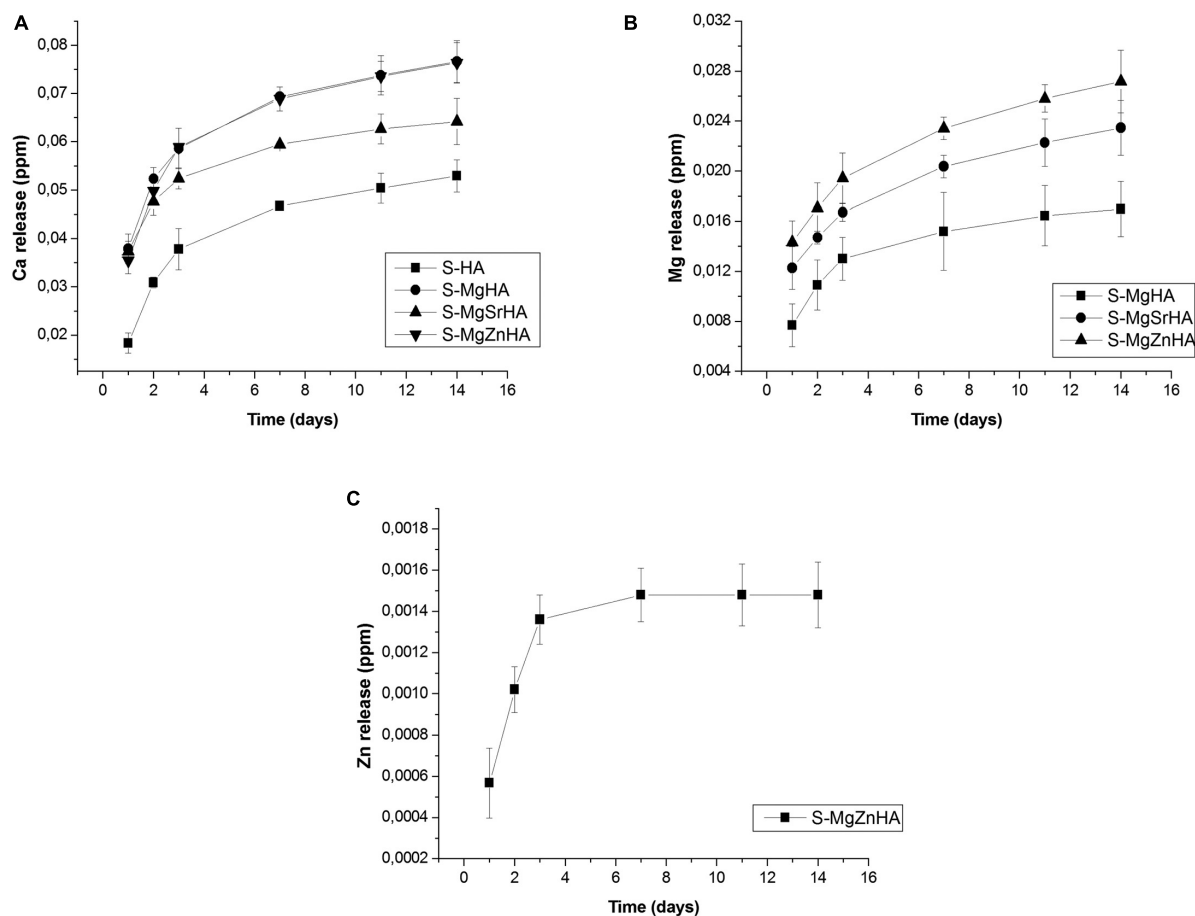 A
0,08
0,07
0,06
0,05
0,04
0,03
0,02
Ca release (ppm)
0 2 4 6 8 10 12 14 16
Time (days)
S-HA
S-MgHA
S-MgSrHA
S-MgZnHA
B
0,032
0,028
0,024
0,020
0,016
0,012
0,008
0,004
Mg release (ppm)
0 2 4 6 8 10 12 14 16
Time (days)
S-MgHA
S-MgSrHA
S-MgZnHA
C
0,0018
0,0016
0,0014
0,0012
0,0010
0,0008
0,0006
0,0004
0,0002
Zn release (ppm)
0 2 4 6 8 10 12 14 16
Time (days)
S-MgZnHA